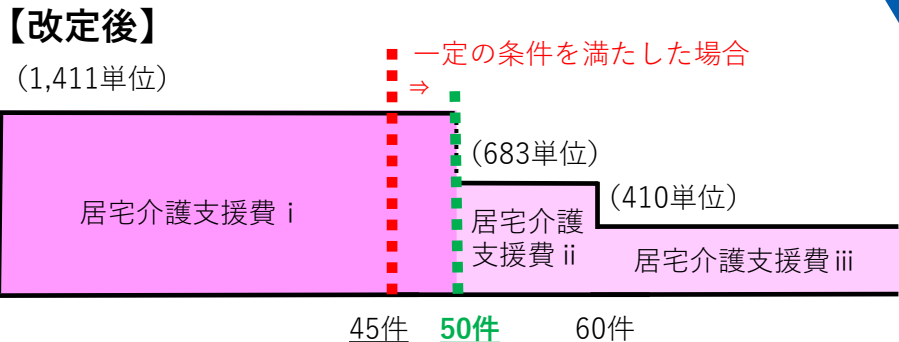 【改定後】
一定の条件を満たした場合
(1,411単位)
⇒
(683単位)
(410単位)
居宅介護支援費ⅰ
居宅介護
支援費ⅱ
居宅介護支援費ⅲ
45件 50件 60件